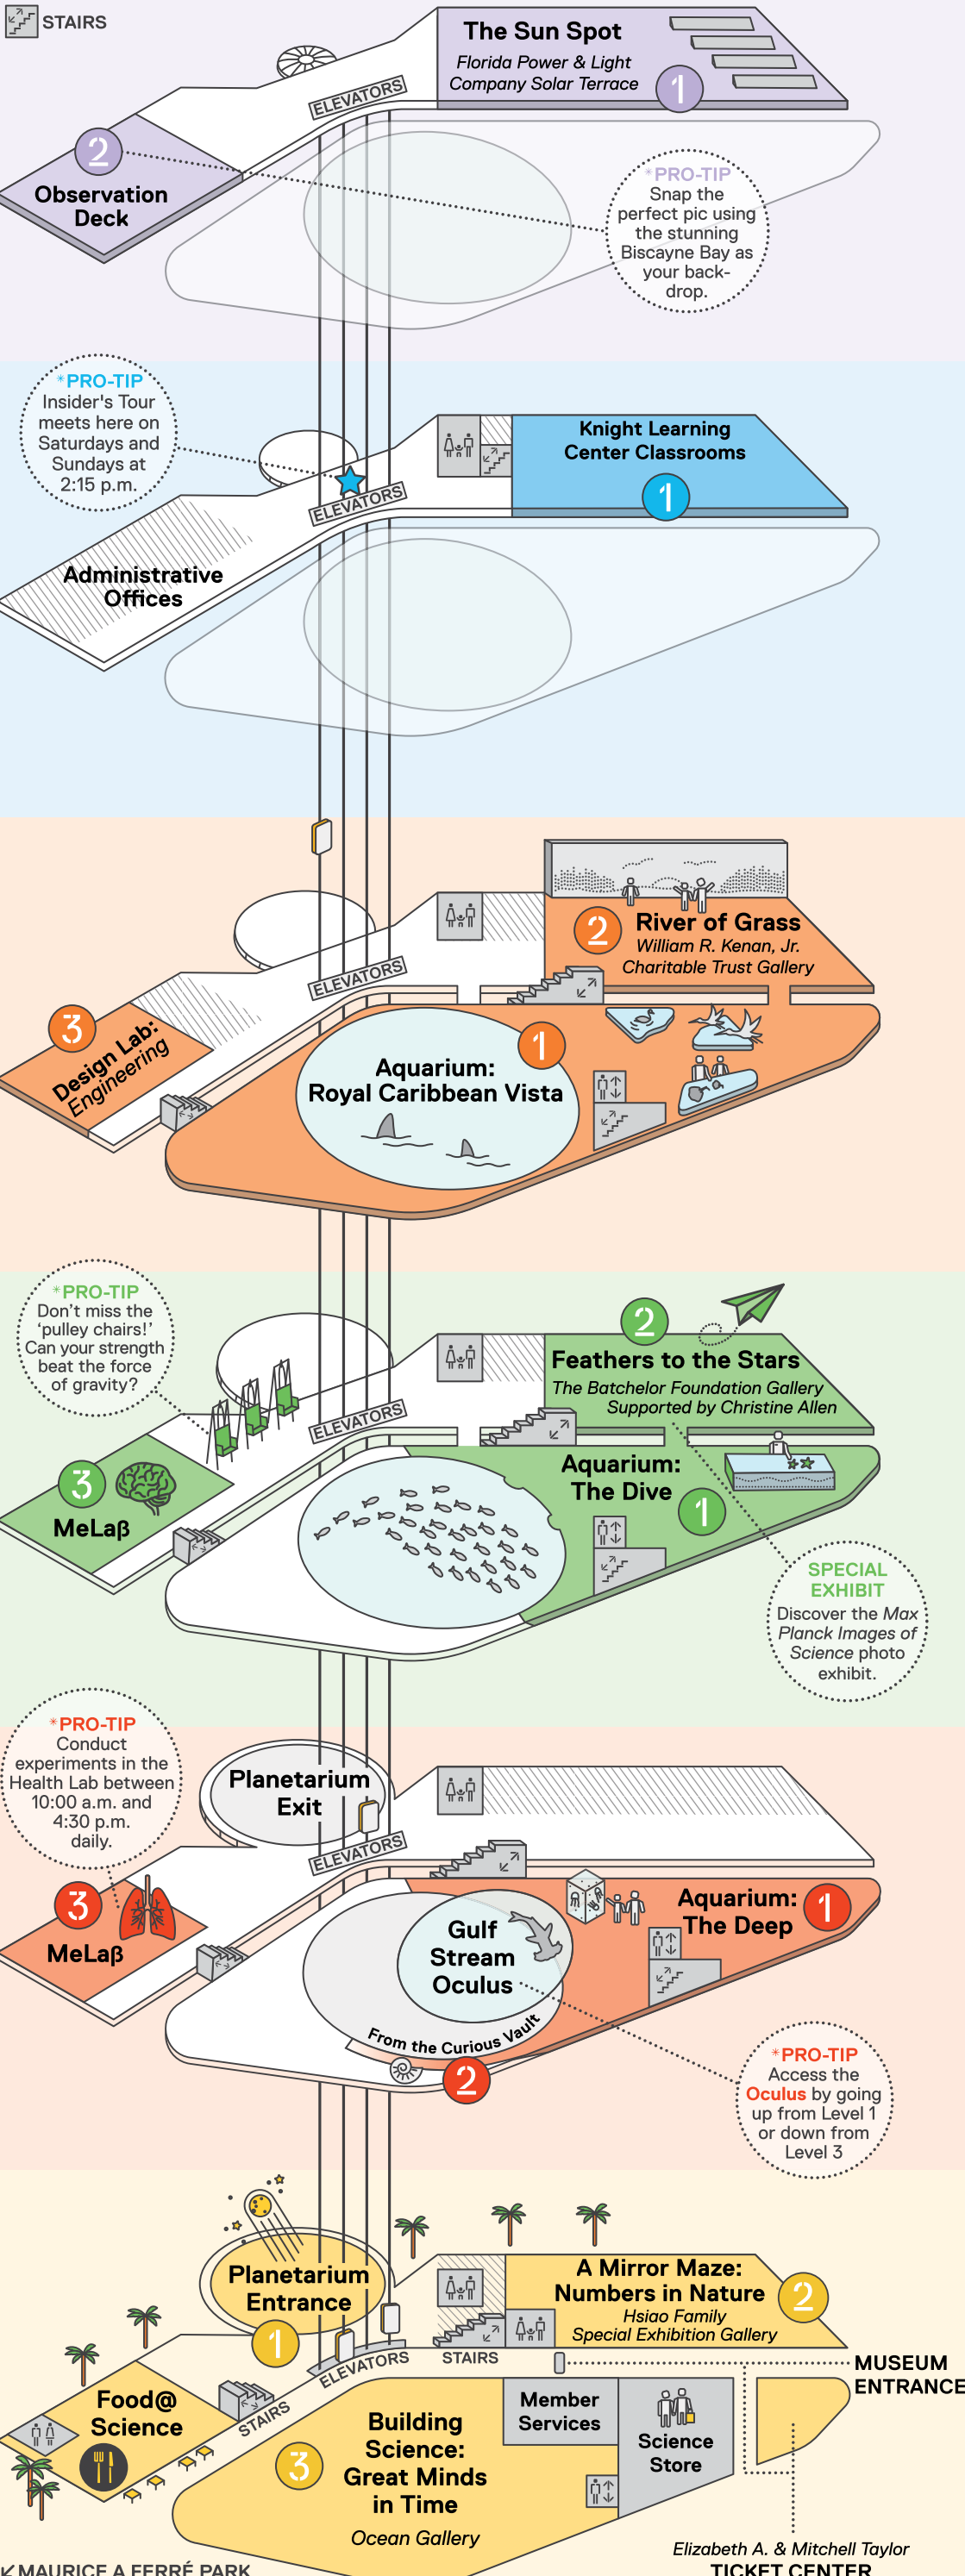 STAIRS
The Sun Spot
Florida Power & Light
Company Solar Terrace
1
ELEVATORS
2
Observation
Deck
*PRO-TIP
Snap the
perfect pic using
the stunning
Biscayne Bay as
your back-
drop.
*PRO-TIP
Insider's Tour
meets here on
Saturdays and
Sundays at
2:15 p.m.
Knight Learning
Center Classrooms
1
ELEVATORS
Administrative
Offices
2
River of Grass
William R. Kenan, Jr.
Charitable Trust Gallery
ELEVATORS
3
Design Lab:
Engineering
1
Aquarium:
Royal Caribbean Vista
*PRO-TIP
Don't miss the
'pulley chairs!'
Can your strength
beat the force
of gravity?
2
Feathers to the Stars
The Batchelor Foundation Gallery
Supported by Christine Allen
ELEVATORS
3
MeLaβ
Aquarium:
The Dive
1
SPECIAL
EXHIBIT
Discover the Max
Planck Images of
Science photo
exhibit.
*PRO-TIP
Conduct
experiments in the
Health Lab between
10:00 a.m. and
4:30 p.m.
daily.
Planetarium
Exit
ELEVATORS
3
MeLaβ
Aquarium:
The Deep
1
Gulf
Stream
Oculus
From the Curious Vault
2
*PRO-TIP
Access the
Oculus by going
up from Level 1
or down from
Level 3
Planetarium
Entrance
1
A Mirror Maze:
Numbers in Nature
Hsiao Family
Special Exhibition Gallery
2
ELEVATORS
STAIRS
MUSEUM
ENTRANCE
Food@
Science
STAIRS
Member
Services
Science
Store
3
Building
Science:
Great Minds
in Time
Ocean Gallery
Elizabeth A. & Mitchell Taylor
TICKET CENTER
MAURICE A FERRÉ PARK